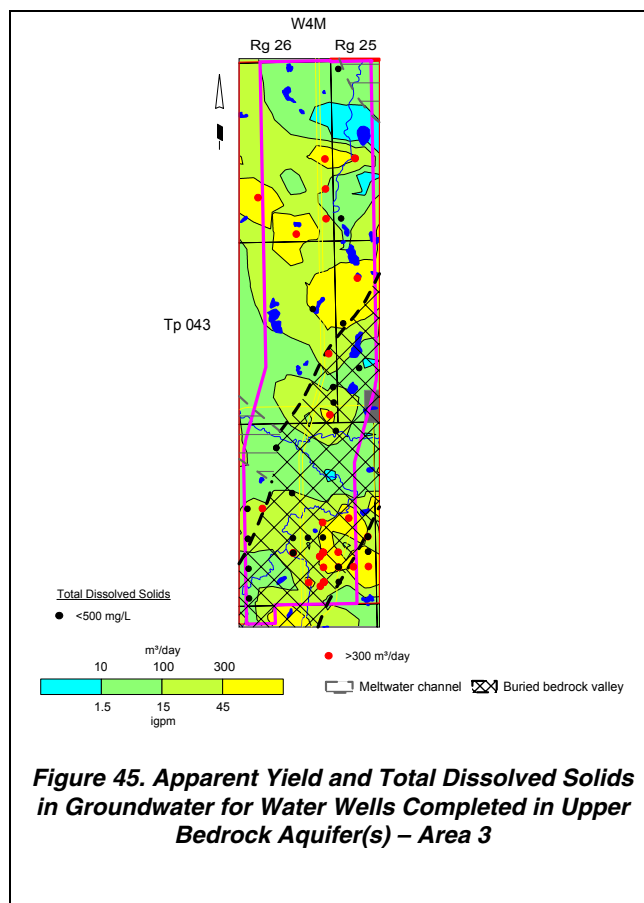 W4M
Rg 26 Rg 25
Tp 043
Total Dissolved Solids
<500 mg/L
m³/day
10 100 300
1.5 15 45
igpm
>300 m³/day
Meltwater channel Buried bedrock valley
Figure 45. Apparent Yield and Total Dissolved Solids
in Groundwater for Water Wells Completed in Upper
Bedrock Aquifer(s) – Area 3